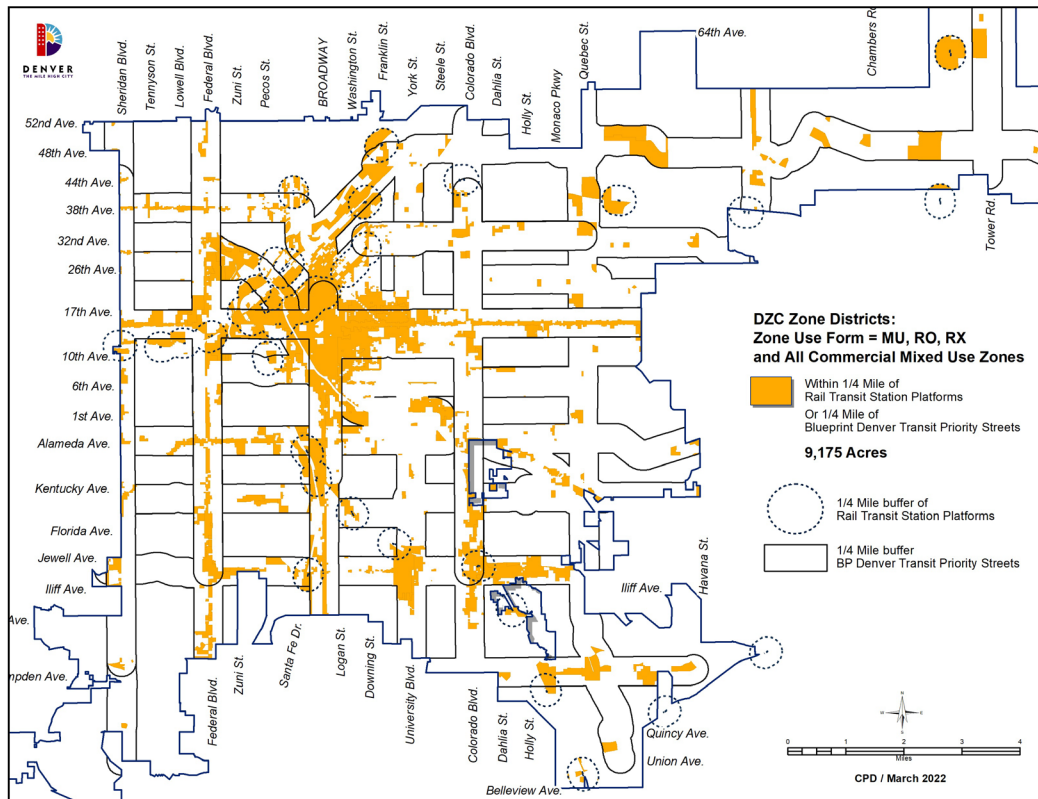 DENVER
THE MILE HIGH CITY
Sheridan Blvd.
Tennyson St.
Lowell Blvd.
Federal Blvd.
Zuni St.
Pecos St.
BROADWAY
Washington St.
Franklin St.
York St.
Steele St.
Colorado Blvd.
Dahlia St.
Holly St.
Monaco Pkwy
Quebec St.
64th Ave.
Chambers
52nd Ave.
48th Ave.
44th Ave.
38th Ave.
32nd Ave.
26th Ave.
17th Ave.
10th Ave.
6th Ave.
1st Ave.
Alameda Ave.
Kentucky Ave.
Florida Ave.
Jewell Ave.
Iliff Ave.
Ave.
mpden Ave.
Tower Rd.
DZC Zone Districts:
Zone Use Form = MU, RO, RX
and All Commercial Mixed Use Zones
Within 1/4 Mile of
Rail Transit Station Platforms
Or 1/4 Mile of
Blueprint Denver Transit Priority Streets
9,175 Acres
1/4 Mile buffer of
Rail Transit Station Platforms
1/4 Mile buffer
BP Denver Transit Priority Streets
Iliff Ave.
Havana St.
Federal Blvd.
Zuni St.
Santa Fe Dr.
Logan St.
Downing St.
University Blvd.
Colorado Blvd.
Dahlia St.
Holly St.
Quincy Ave.
Union Ave.
Belleview Ave.
N
W
E
S
0 1 2 3 4
Miles
CPD / March 2022